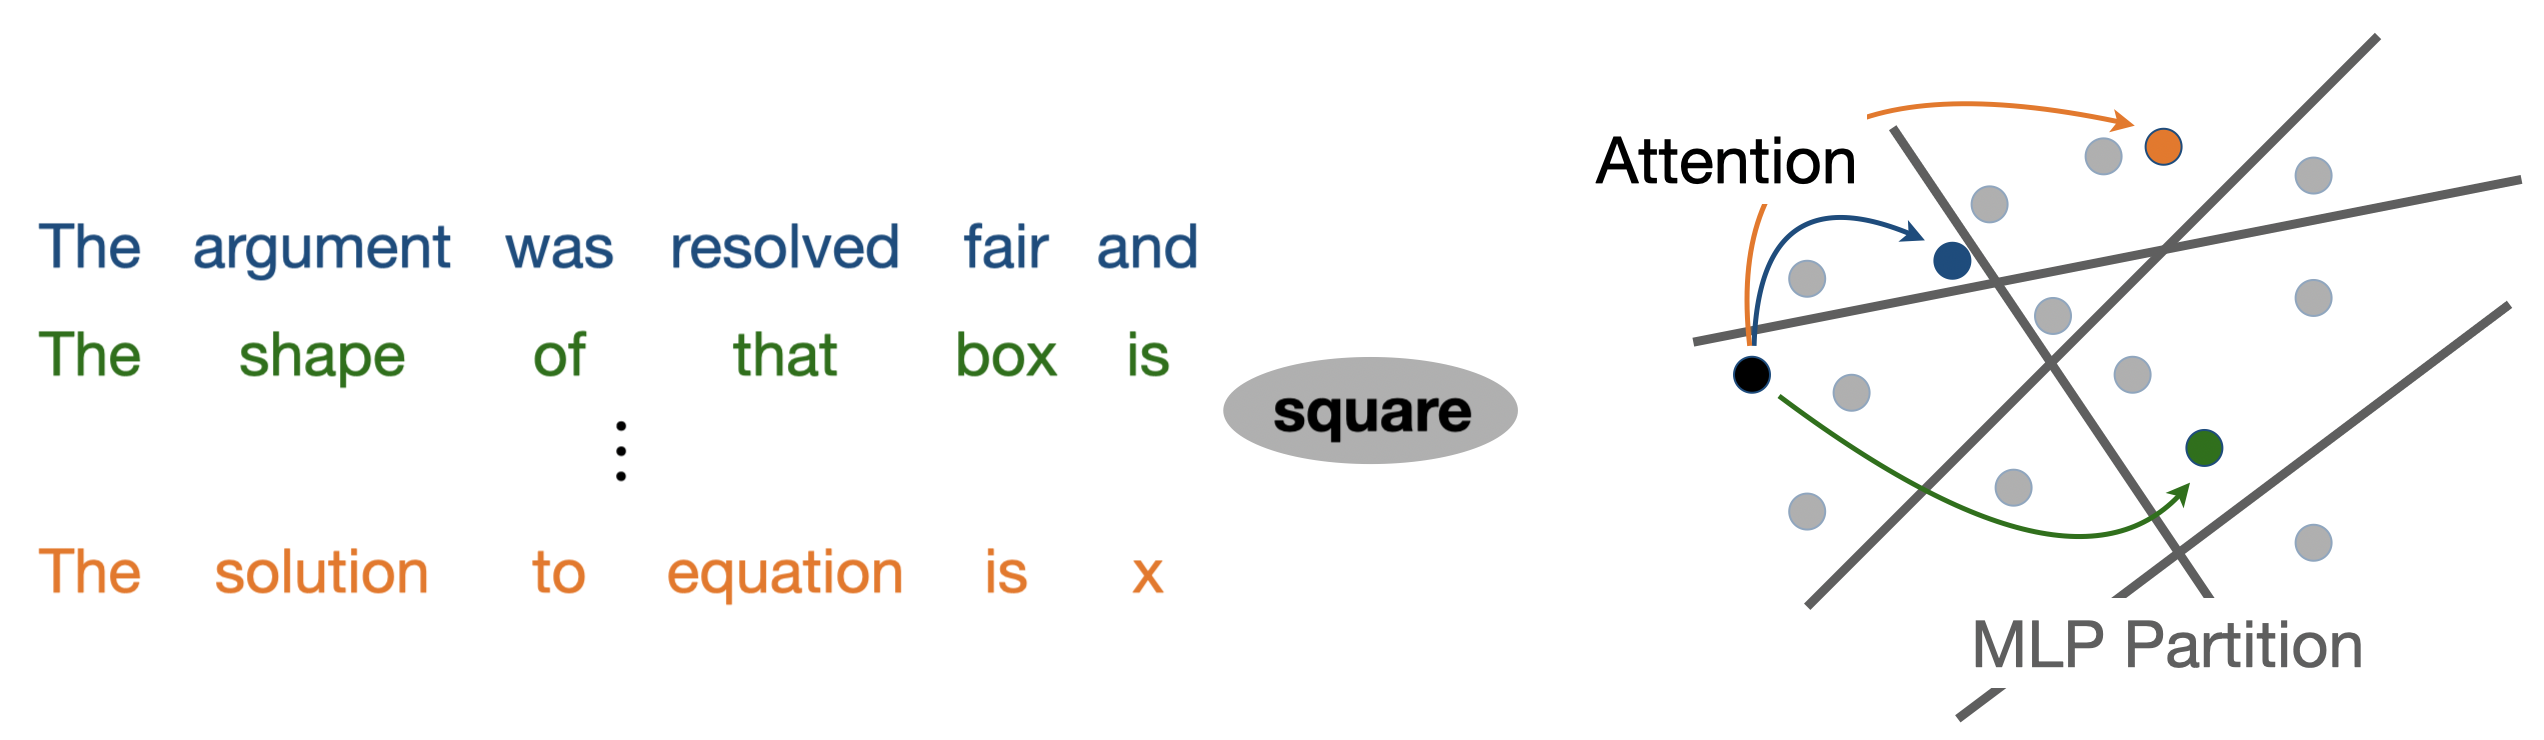 The argument was resolved fair and
The shape of that box is
square
The solution to equation is x
Attention
MLP Partition